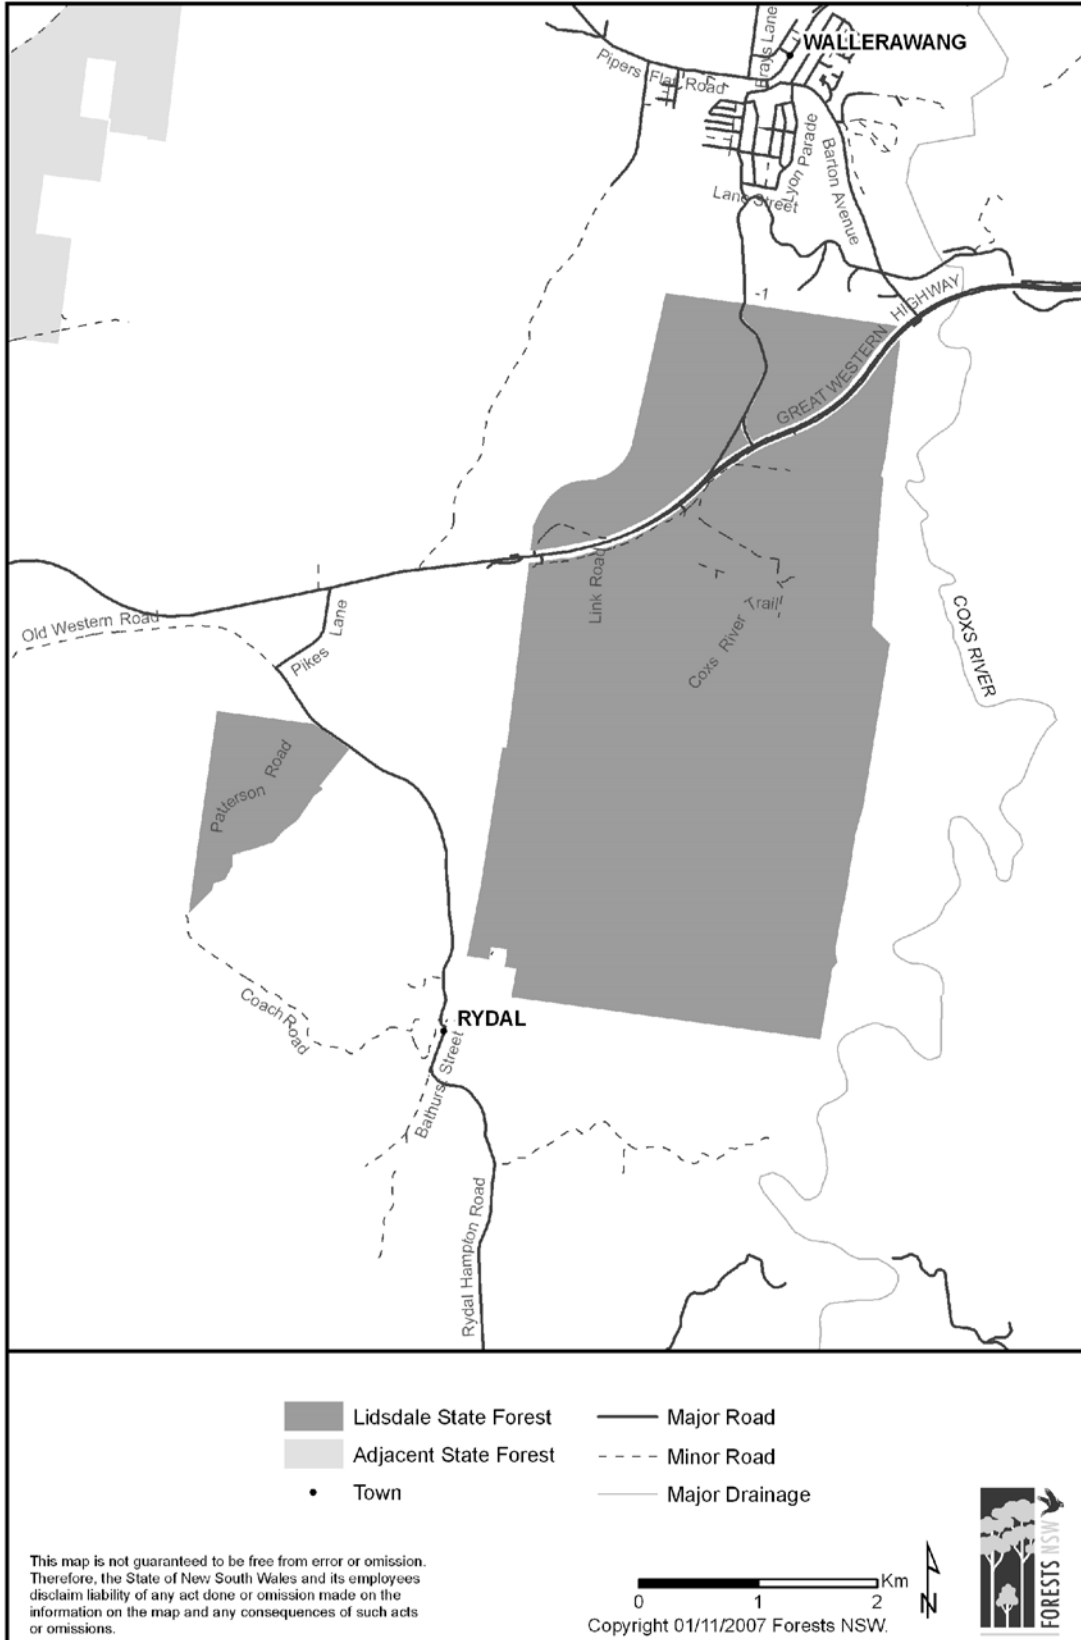 WALLERAWANG
Brays Lane
Pipers Flat Road
Lyon Parade
Barton Avenue
Lane Street
-1
GREAT WESTERN HIGHWAY
Link Road
Coxs River Trail
COXS RIVER
Old Western Road
Pikes Lane
Patterson Road
Coach Road
RYDAL
Bathurst Street
Rydal Hampton Road
Lidsdale State Forest
Adjacent State Forest
Town
Major Road
Minor Road
Major Drainage
This map is not guaranteed to be free from error or omission.
Therefore, the State of New South Wales and its employees
disclaim liability of any act done or omission made on the
information on the map and any consequences of such acts
or omissions.
Km
0 1 2
Copyright 01/11/2007 Forests NSW.
N
FORESTS NSW